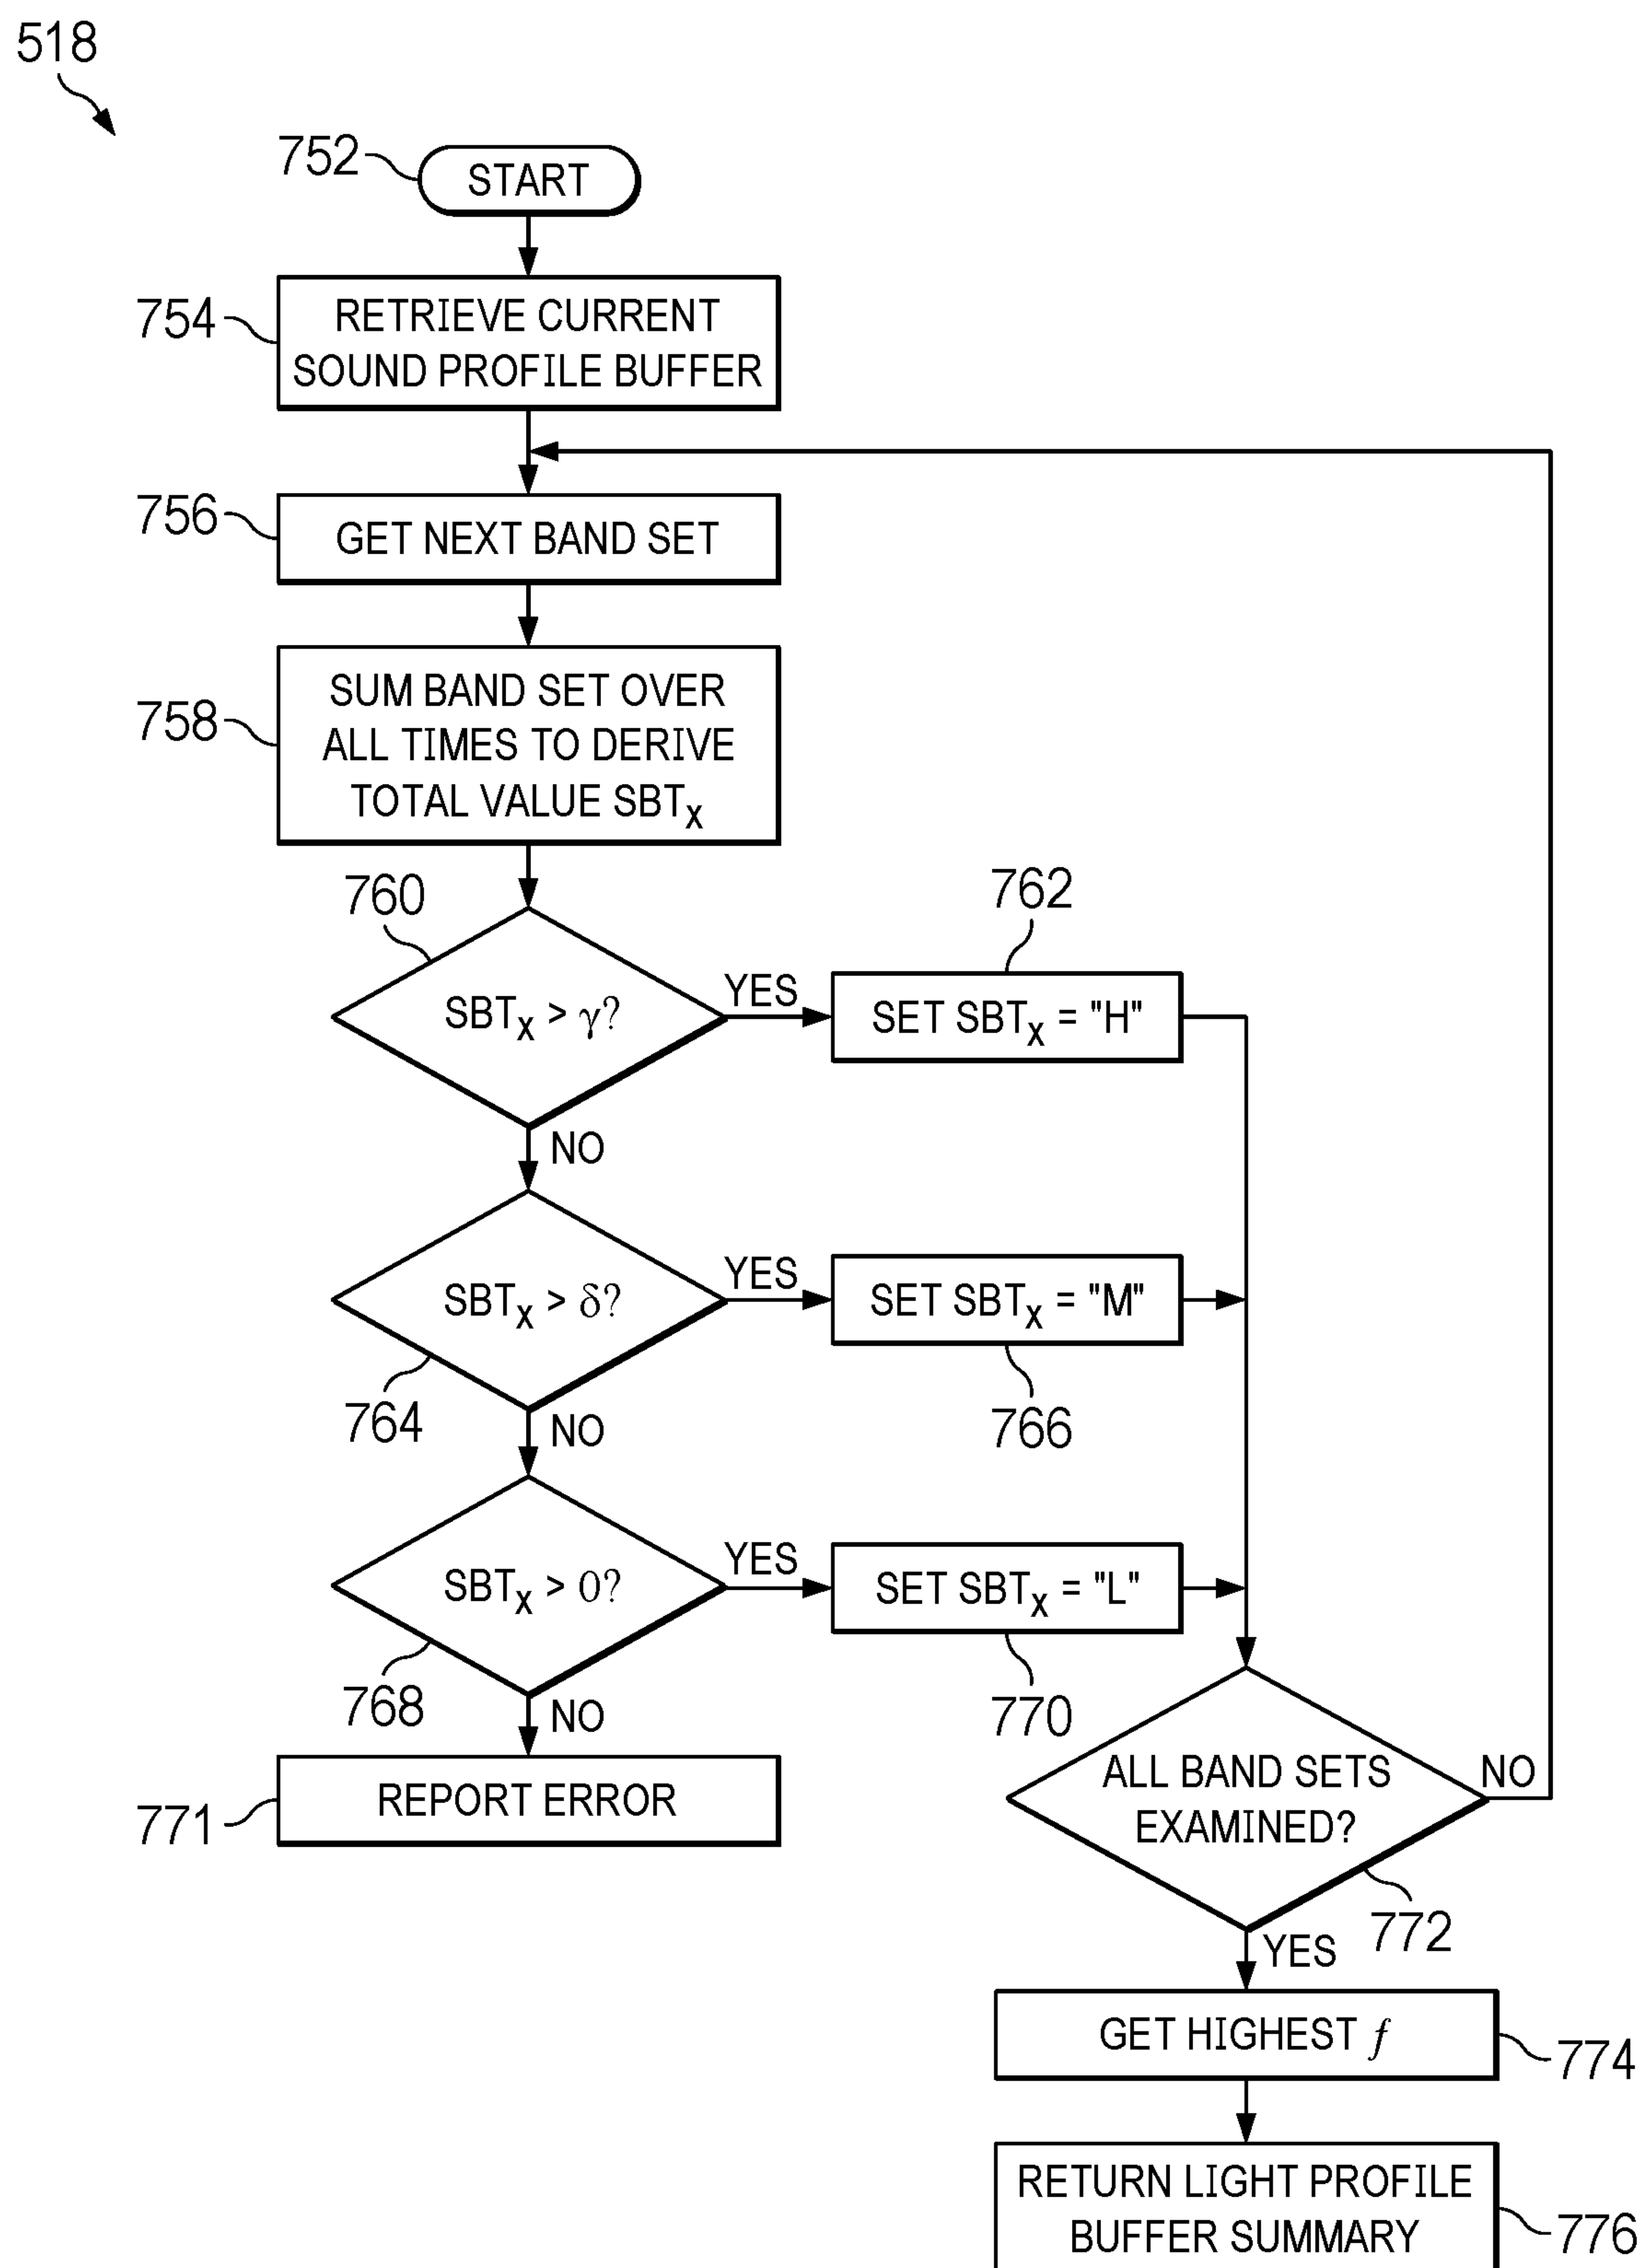 518
752
START
754
RETRIEVE CURRENT
SOUND PROFILE BUFFER
756
GET NEXT BAND SET
758
SUM BAND SET OVER
ALL TIMES TO DERIVE
TOTAL VALUE SBTx
760
SBTx > γ?
YES
762
SET SBTx = "H"
NO
764
SBTx > δ?
YES
SET SBTx = "M"
766
NO
768
SBTx > 0?
YES
SET SBTx = "L"
770
NO
771
REPORT ERROR
ALL BAND SETS
EXAMINED?
NO
772
YES
GET HIGHEST f
774
RETURN LIGHT PROFILE
BUFFER SUMMARY
776